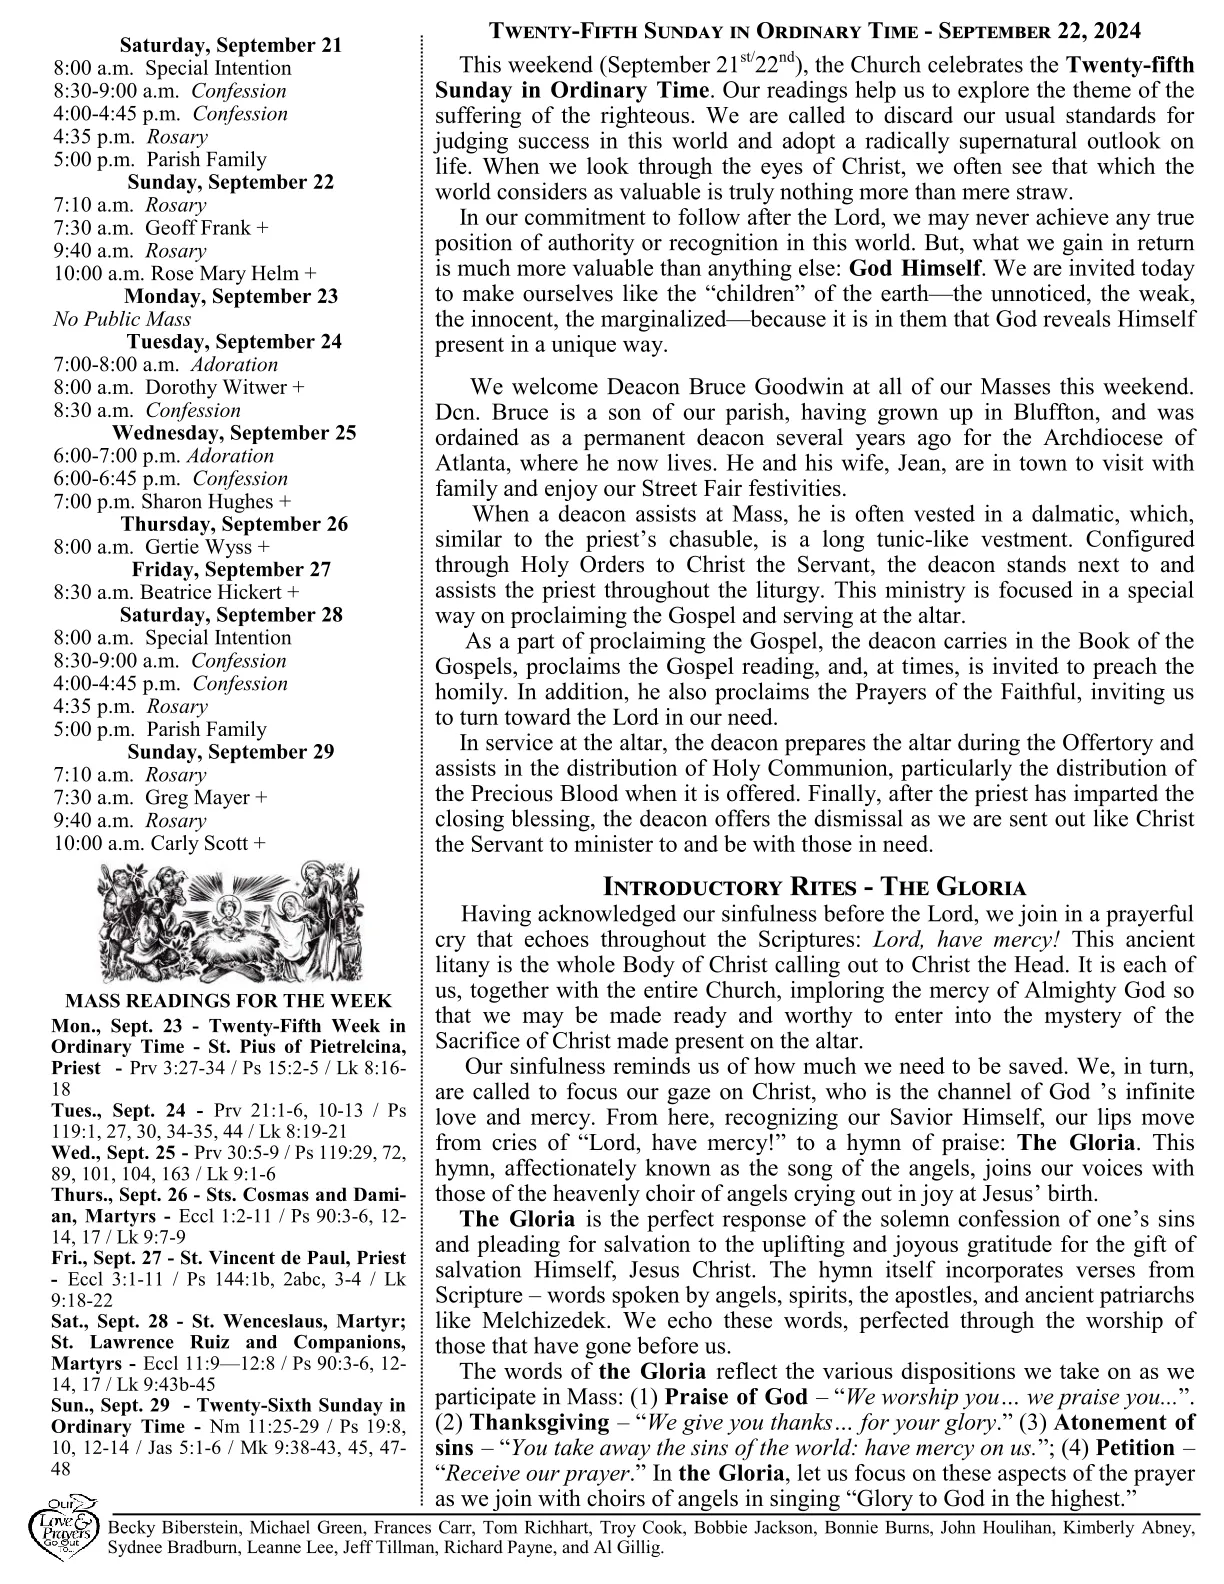 Saturday, September 21
8:00 a.m.  Special Intention
8:30-9:00 a.m.  Confession
4:00-4:45 p.m.  Confession
4:35 p.m.  Rosary
5:00 p.m.  Parish Family
Sunday, September 22
7:10 a.m.  Rosary
7:30 a.m.  Geoff Frank +
9:40 a.m.  Rosary
10:00 a.m. Rose Mary Helm +
Monday, September 23
No Public Mass
Tuesday, September 24
7:00-8:00 a.m.  Adoration
8:00 a.m.  Dorothy Witwer +
8:30 a.m.  Confession
Wednesday, September 25
6:00-7:00 p.m. Adoration
6:00-6:45 p.m.  Confession
7:00 p.m. Sharon Hughes +
Thursday, September 26
8:00 a.m.  Gertie Wyss +
Friday, September 27
8:30 a.m. Beatrice Hickert +
Saturday, September 28
8:00 a.m.  Special Intention
8:30-9:00 a.m.  Confession
4:00-4:45 p.m.  Confession
4:35 p.m.  Rosary
5:00 p.m.  Parish Family
Sunday, September 29
7:10 a.m.  Rosary
7:30 a.m.  Greg Mayer +
9:40 a.m.  Rosary
10:00 a.m. Carly Scott +
MASS READINGS FOR THE WEEK
Mon., Sept. 23 - Twenty-Fifth Week in
Ordinary Time - St. Pius of Pietrelcina,
Priest  - Prv 3:27-34 / Ps 15:2-5 / Lk 8:16-
18
Tues., Sept. 24 - Prv 21:1-6, 10-13 / Ps
119:1, 27, 30, 34-35, 44 / Lk 8:19-21
Wed., Sept. 25 - Prv 30:5-9 / Ps 119:29, 72,
89, 101, 104, 163 / Lk 9:1-6
Thurs., Sept. 26 - Sts. Cosmas and Dami-
an, Martyrs - Eccl 1:2-11 / Ps 90:3-6, 12-
14, 17 / Lk 9:7-9
Fri., Sept. 27 - St. Vincent de Paul, Priest
- Eccl 3:1-11 / Ps 144:1b, 2abc, 3-4 / Lk
9:18-22
Sat., Sept. 28 - St. Wenceslaus, Martyr;
St. Lawrence Ruiz and Companions,
Martyrs - Eccl 11:9—12:8 / Ps 90:3-6, 12-
14, 17 / Lk 9:43b-45
Sun., Sept. 29  - Twenty-Sixth Sunday in
Ordinary Time - Nm 11:25-29 / Ps 19:8,
10, 12-14 / Jas 5:1-6 / Mk 9:38-43, 45, 47-
48
TWENTY-FIFTH SUNDAY IN ORDINARY TIME - SEPTEMBER 22, 2024
This weekend (September 21st/22nd), the Church celebrates the Twenty-fifth
Sunday in Ordinary Time. Our readings help us to explore the theme of the
suffering of the righteous. We are called to discard our usual standards for
judging success in this world and adopt a radically supernatural outlook on
life. When we look through the eyes of Christ, we often see that which the
world considers as valuable is truly nothing more than mere straw.
In our commitment to follow after the Lord, we may never achieve any true
position of authority or recognition in this world. But, what we gain in return
is much more valuable than anything else: God Himself. We are invited today
to make ourselves like the “children” of the earth—the unnoticed, the weak,
the innocent, the marginalized—because it is in them that God reveals Himself
present in a unique way.
We welcome Deacon Bruce Goodwin at all of our Masses this weekend.
Dcn. Bruce is a son of our parish, having grown up in Bluffton, and was
ordained as a permanent deacon several years ago for the Archdiocese of
Atlanta, where he now lives. He and his wife, Jean, are in town to visit with
family and enjoy our Street Fair festivities.
When a deacon assists at Mass, he is often vested in a dalmatic, which,
similar to the priest’s chasuble, is a long tunic-like vestment. Configured
through Holy Orders to Christ the Servant, the deacon stands next to and
assists the priest throughout the liturgy. This ministry is focused in a special
way on proclaiming the Gospel and serving at the altar.
As a part of proclaiming the Gospel, the deacon carries in the Book of the
Gospels, proclaims the Gospel reading, and, at times, is invited to preach the
homily. In addition, he also proclaims the Prayers of the Faithful, inviting us
to turn toward the Lord in our need.
In service at the altar, the deacon prepares the altar during the Offertory and
assists in the distribution of Holy Communion, particularly the distribution of
the Precious Blood when it is offered. Finally, after the priest has imparted the
closing blessing, the deacon offers the dismissal as we are sent out like Christ
the Servant to minister to and be with those in need.
INTRODUCTORY RITES - THE GLORIA
Having acknowledged our sinfulness before the Lord, we join in a prayerful
cry that echoes throughout the Scriptures: Lord, have mercy! This ancient
litany is the whole Body of Christ calling out to Christ the Head. It is each of
us, together with the entire Church, imploring the mercy of Almighty God so
that we may be made ready and worthy to enter into the mystery of the
Sacrifice of Christ made present on the altar.
Our sinfulness reminds us of how much we need to be saved. We, in turn,
are called to focus our gaze on Christ, who is the channel of God ’s infinite
love and mercy. From here, recognizing our Savior Himself, our lips move
from cries of “Lord, have mercy!” to a hymn of praise: The Gloria. This
hymn, affectionately known as the song of the angels, joins our voices with
those of the heavenly choir of angels crying out in joy at Jesus’ birth.
The Gloria is the perfect response of the solemn confession of one’s sins
and pleading for salvation to the uplifting and joyous gratitude for the gift of
salvation Himself, Jesus Christ. The hymn itself incorporates verses from
Scripture – words spoken by angels, spirits, the apostles, and ancient patriarchs
like Melchizedek. We echo these words, perfected through the worship of
those that have gone before us.
The words of the Gloria reflect the various dispositions we take on as we
participate in Mass: (1) Praise of God – “We worship you… we praise you...”.
(2) Thanksgiving – “We give you thanks… for your glory.” (3) Atonement of
sins – “You take away the sins of the world: have mercy on us.”; (4) Petition –
“Receive our prayer.” In the Gloria, let us focus on these aspects of the prayer
as we join with choirs of angels in singing “Glory to God in the highest.”
Our
Love &
Prayers
Go Out
To...
Becky Biberstein, Michael Green, Frances Carr, Tom Richhart, Troy Cook, Bobbie Jackson, Bonnie Burns, John Houlihan, Kimberly Abney,
Sydnee Bradburn, Leanne Lee, Jeff Tillman, Richard Payne, and Al Gillig.